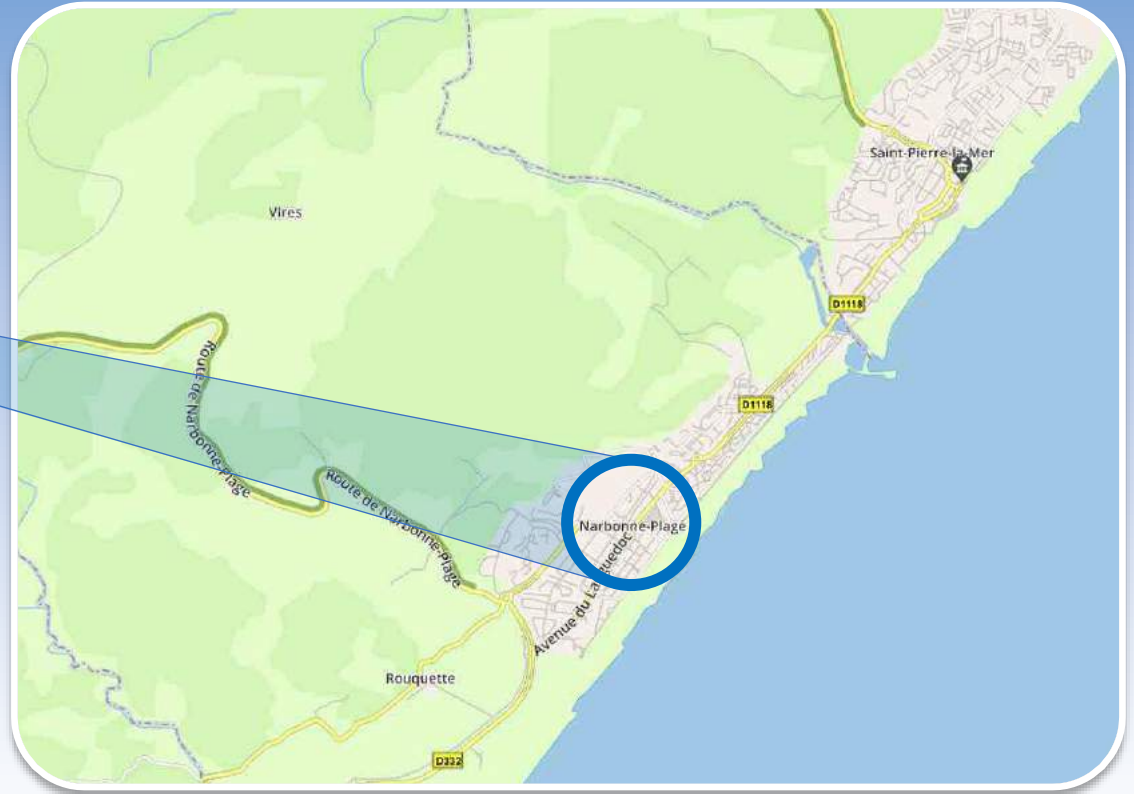 Saint-Pierre-la-Mer
Vires
D1118
Route de Narbonne-Plage
D1118
Route de Narbonne-Plage
Narbonne-Plage
Avenue du Languedoc
Rouquette
D332